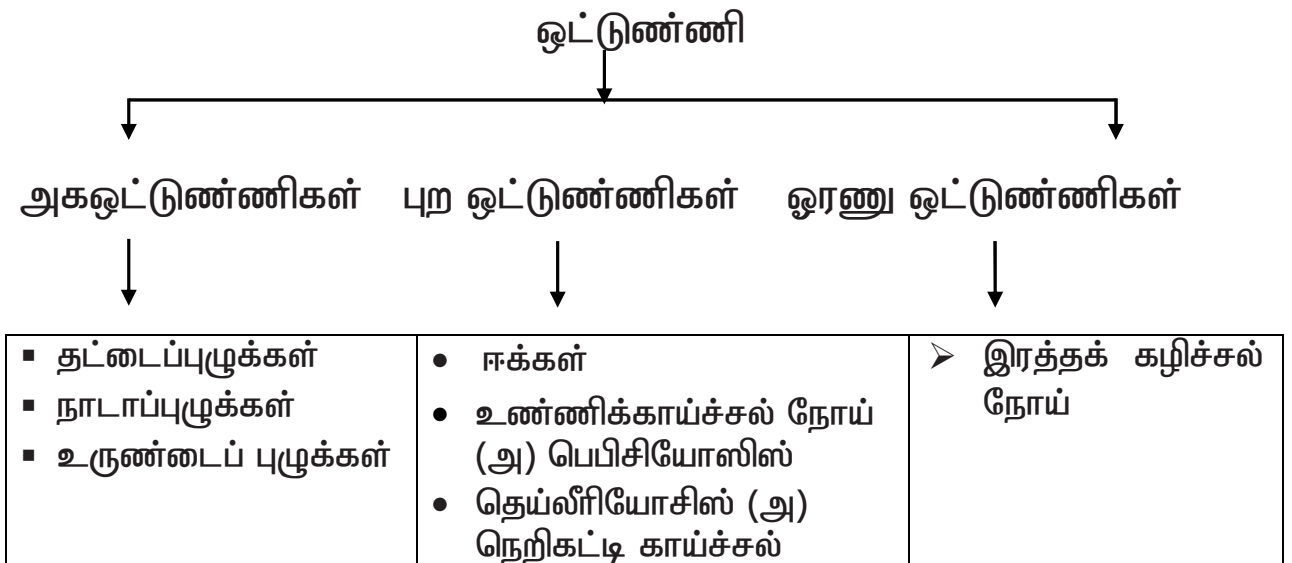 ஒட்டுண்ணி
அகஒட்டுண்ணிகள் புற ஒட்டுண்ணிகள் ஓரணு ஒட்டுண்ணிகள்
▪ தட்டைப்புழுக்கள்
▪ நாடாப்புழுக்கள்
▪ உருண்டைப் புழுக்கள்
● ஈக்கள்
● உண்ணிக்காய்ச்சல் நோய்
(அ) பெபிசியோஸிஸ்
● தெய்லீரியோசிஸ் (அ)
நெறிகட்டி காய்ச்சல்
➢ இரத்தக் கழிச்சல்
நோய்